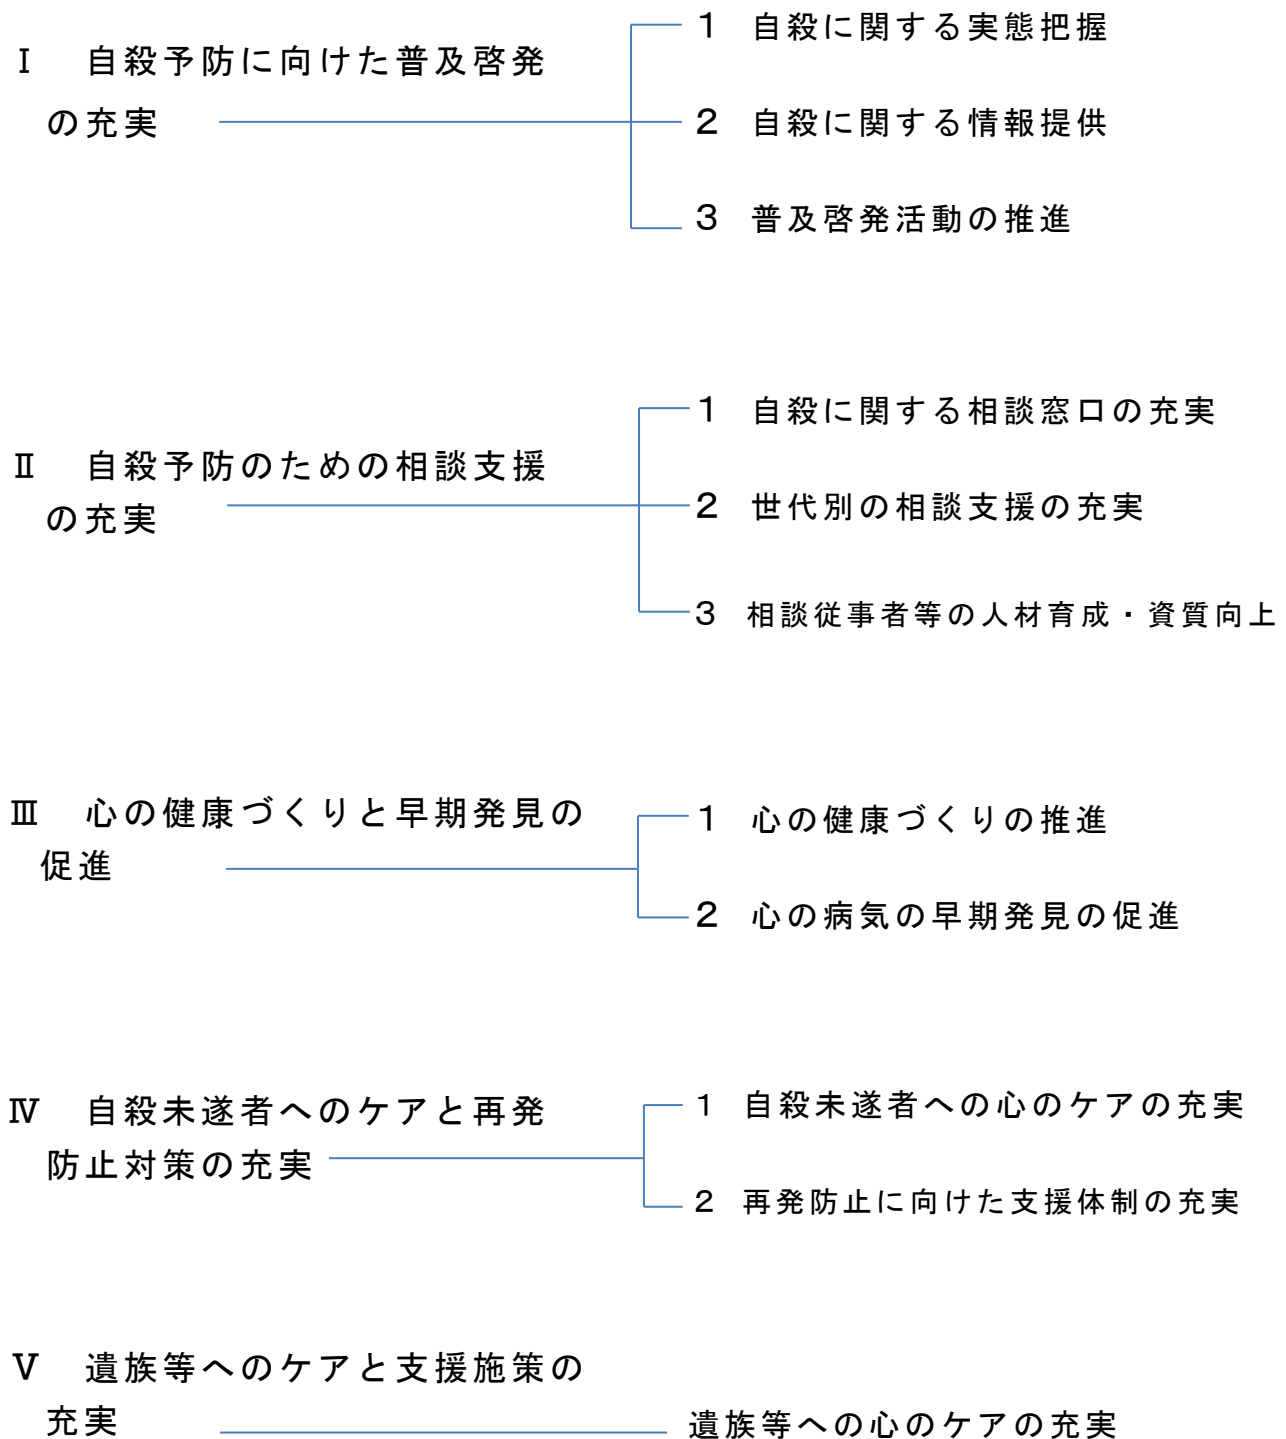 Ⅰ　自殺予防に向けた普及啓発
の充実
1　自殺に関する実態把握
2　自殺に関する情報提供
3　普及啓発活動の推進
Ⅱ　自殺予防のための相談支援
の充実
1　自殺に関する相談窓口の充実
2　世代別の相談支援の充実
3　相談従事者等の人材育成・資質向上
Ⅲ　心の健康づくりと早期発見の
促進
1　心の健康づくりの推進
2　心の病気の早期発見の促進
Ⅳ　自殺未遂者へのケアと再発
防止対策の充実
1　自殺未遂者への心のケアの充実
2　再発防止に向けた支援体制の充実
Ⅴ　遺族等へのケアと支援施策の
充実
遺族等への心のケアの充実